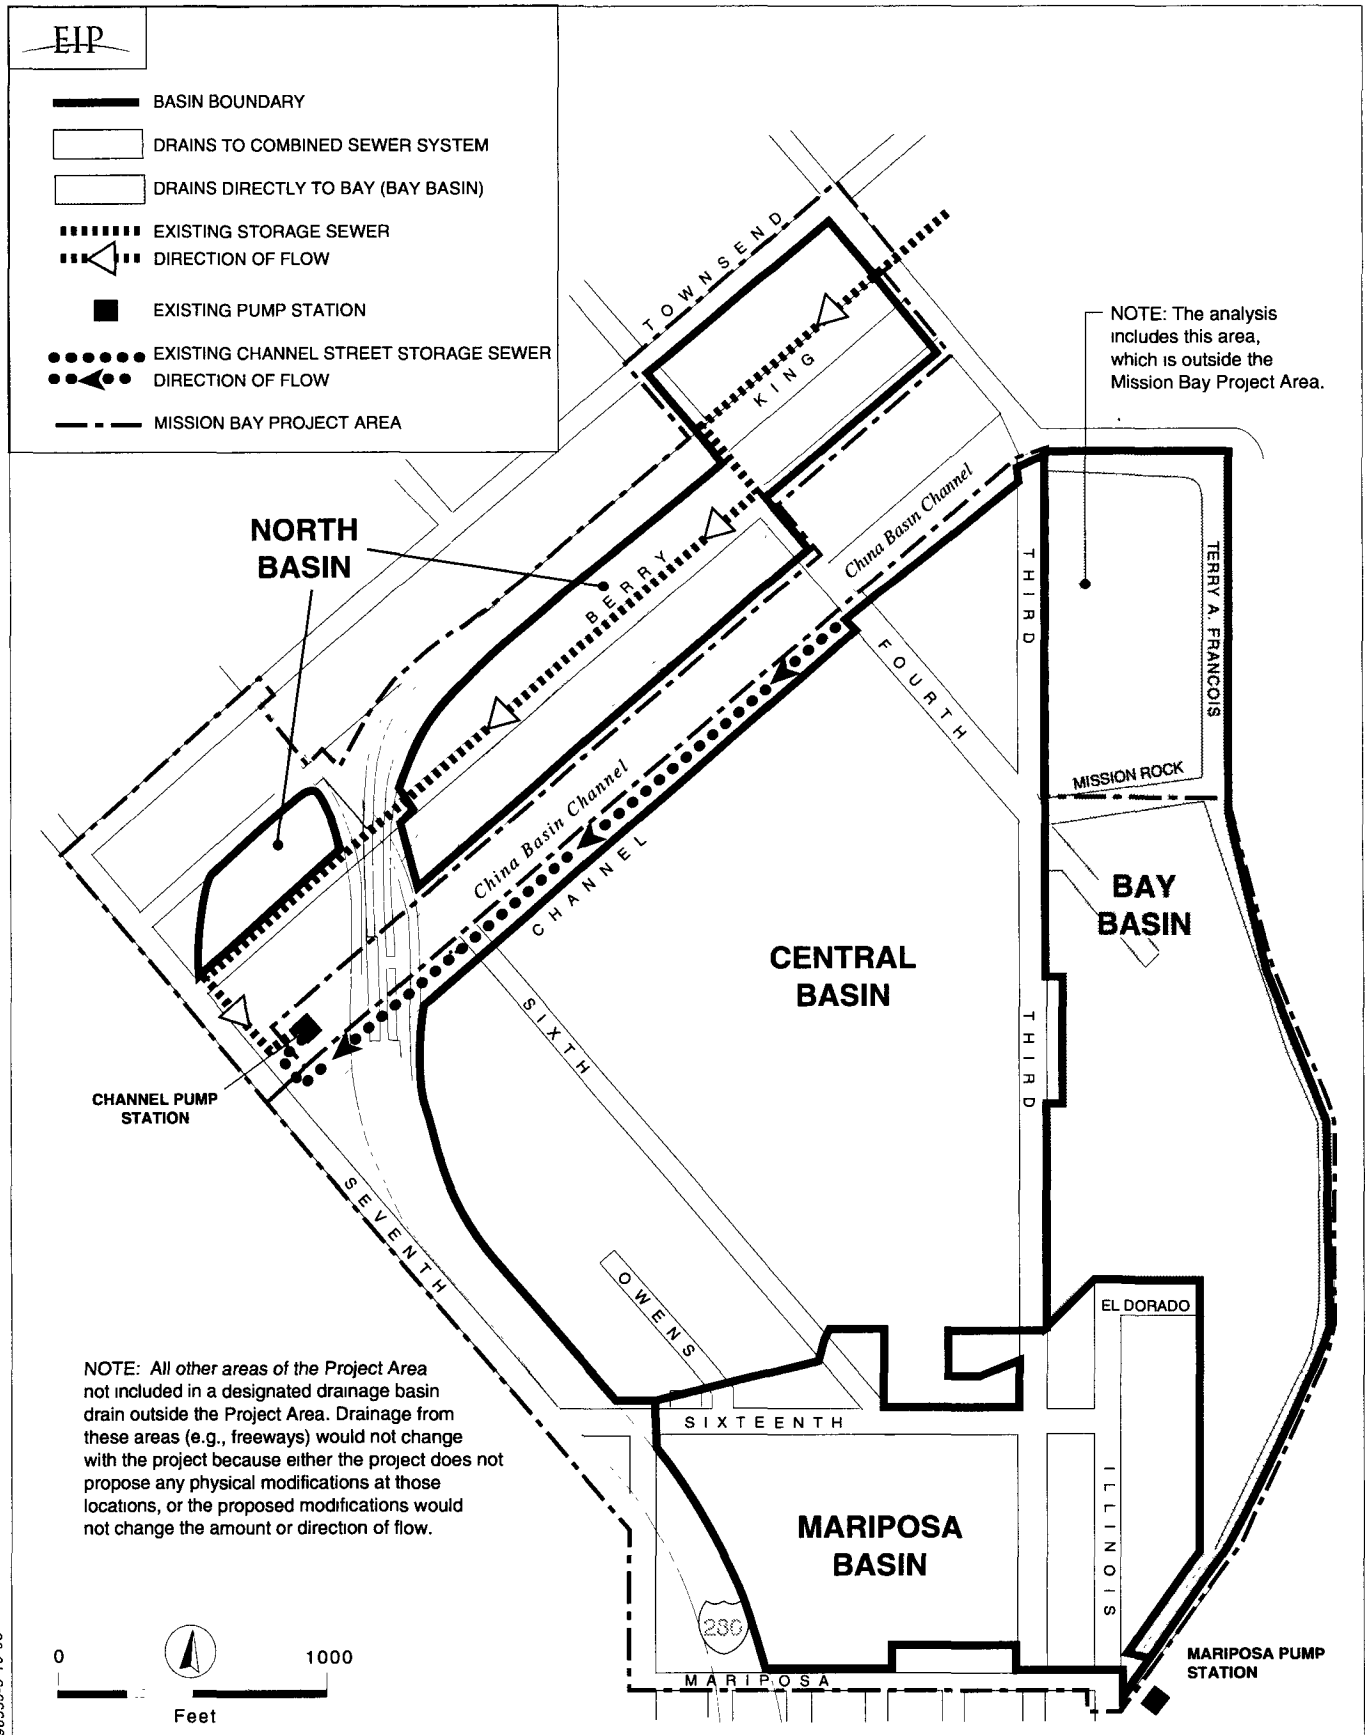 EIP
BASIN BOUNDARY
DRAINS TO COMBINED SEWER SYSTEM
DRAINS DIRECTLY TO BAY (BAY BASIN)
EXISTING STORAGE SEWER
DIRECTION OF FLOW
EXISTING PUMP STATION
EXISTING CHANNEL STREET STORAGE SEWER
DIRECTION OF FLOW
MISSION BAY PROJECT AREA
TOWNSEND
KING
NOTE: The analysis
includes this area,
which is outside the
Mission Bay Project Area.
NORTH
BASIN
BERRY
China Basin Channel
THIRD
TERRY A. FRANCOIS
FOURTH
MISSION ROCK
China Basin Channel
CHANNEL
BAY
BASIN
CENTRAL
BASIN
SIXTH
THIRD
CHANNEL PUMP
STATION
SEVENTH
OWENS
EL DORADO
NOTE: All other areas of the Project Area
not included in a designated drainage basin
drain outside the Project Area. Drainage from
these areas (e.g., freeways) would not change
with the project because either the project does not
propose any physical modifications at those
locations, or the proposed modifications would
not change the amount or direction of flow.
SIXTEENTH
ILLINOIS
MARIPOSA
BASIN
280
MARIPOSA PUMP
STATION
MARIPOSA
0 1000
Feet